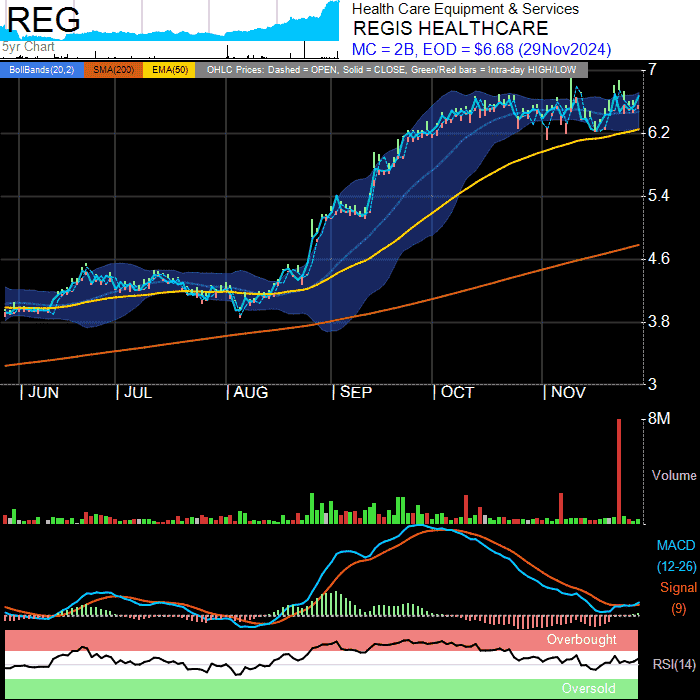 REG
5yr Chart
Health Care Equipment & Services
REGIS HEALTHCARE
MC = 2B, EOD = $6.68 (29Nov2024)
BollBands(20,2) SMA(200) EMA(50) OHLC Prices: Dashed = OPEN, Solid = CLOSE, Green/Red bars = Intra-day HIGH/LOW
7
6.2
5.4
4.6
3.8
3
JUN JUL AUG SEP OCT NOV
8M
Volume
MACD
(12-26)
Signal
(9)
Overbought
RSI(14)
Oversold